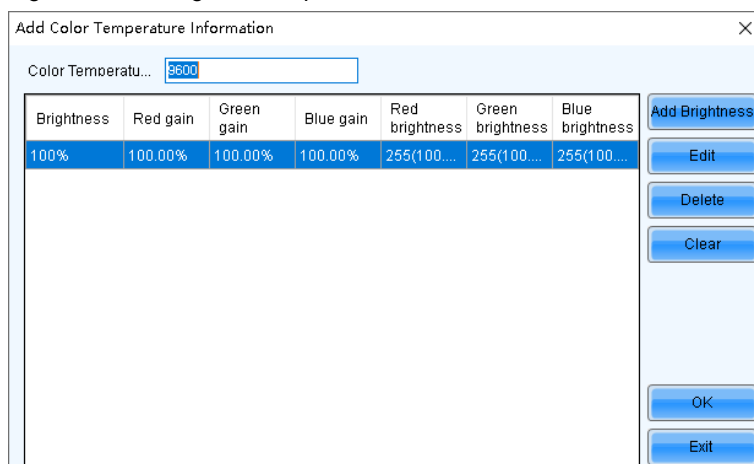 Add Color Temperature Information
Color Temperatu... 9600
Brightness Red gain Green gain Blue gain Red brightness Green brightness Blue brightness
100% 100.00% 100.00% 100.00% 255(100.... 255(100.... 255(100....
Add Brightness
Edit
Delete
Clear
OK
Exit